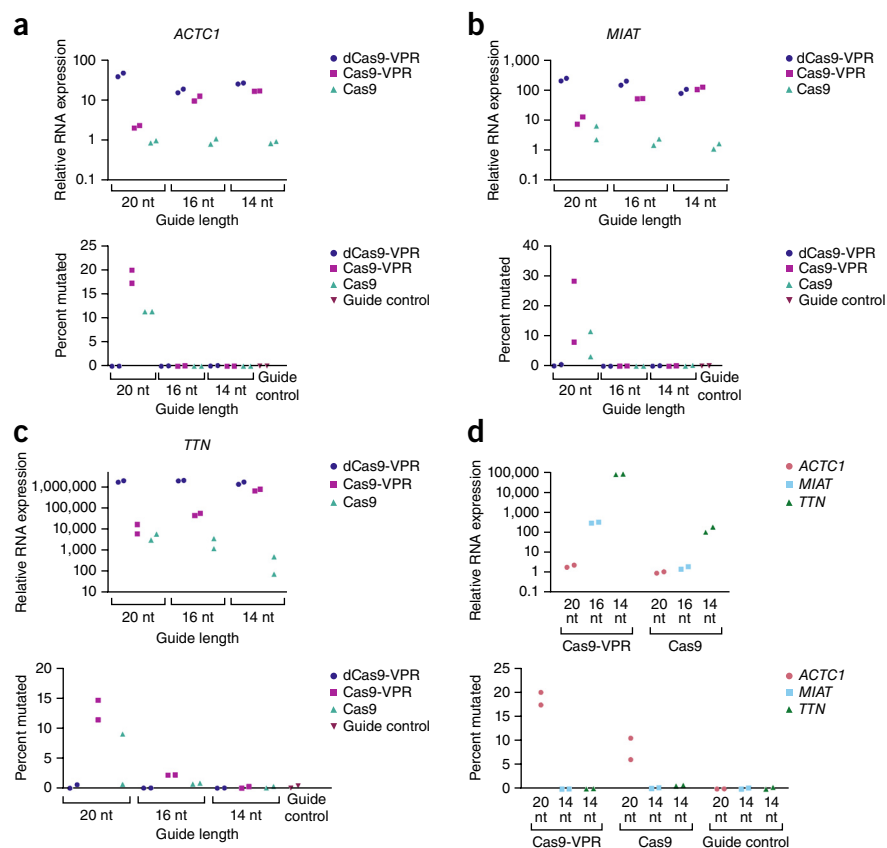 a
ACTC1
Relative RNA expression
100
10
1
0.1
20 nt 16 nt 14 nt
Guide length
dCas9-VPR
Cas9-VPR
Cas9
Percent mutated
25
20
15
10
5
0
20 nt 16 nt 14 nt Guide control
Guide length
dCas9-VPR
Cas9-VPR
Cas9
Guide control
b
MIAT
Relative RNA expression
1,000
100
10
1
0.1
20 nt 16 nt 14 nt
Guide length
dCas9-VPR
Cas9-VPR
Cas9
Percent mutated
40
30
20
10
0
20 nt 16 nt 14 nt Guide control
Guide length
dCas9-VPR
Cas9-VPR
Cas9
Guide control
c
TTN
Relative RNA expression
1,000,000
100,000
10,000
1,000
100
10
20 nt 16 nt 14 nt
Guide length
dCas9-VPR
Cas9-VPR
Cas9
Percent mutated
20
15
10
5
0
20 nt 16 nt 14 nt Guide control
Guide length
dCas9-VPR
Cas9-VPR
Cas9
Guide control
d
Relative RNA expression
100,000
10,000
1,000
100
10
1
0.1
20 16 14 20 16 14
nt nt nt nt nt nt
Cas9-VPR Cas9
ACTC1
MIAT
TTN
Percent mutated
25
20
15
10
5
0
20 14 14 20 14 14 20 14 14
nt nt nt nt nt nt nt nt nt
Cas9-VPR Cas9 Guide control
ACTC1
MIAT
TTN